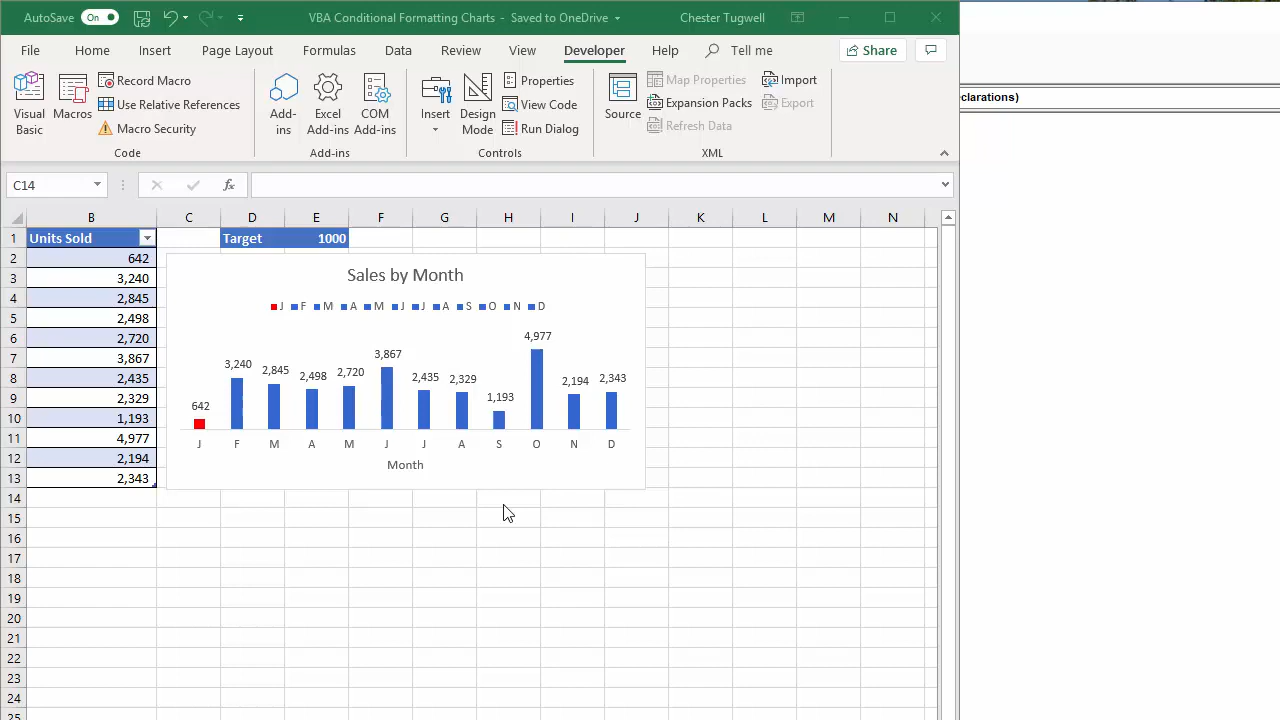 AutoSave On VBA Conditional Formatting Charts - Saved to OneDrive Chester Tugwell
File Home Insert Page Layout Formulas Data Review View Developer Help Tell me Share
Visual Basic
Macros
Record Macro
Use Relative References
Macro Security
Code
Add-ins
Excel Add-ins
COM Add-ins
Add-ins
Insert
Design Mode
Properties
View Code
Run Dialog
Controls
Source
Map Properties
Expansion Packs
Refresh Data
Import
Export
XML
clarations)
C14 fx
B C D E F G H I J K L M N
1 Units Sold Target 1000
2 642
3 3,240
4 2,845
5 2,498
6 2,720
7 3,867
8 2,435
9 2,329
10 1,193
11 4,977
12 2,194
13 2,343
14
15
16
17
18
19
20
21
22
23
24
25
Sales by Month
J F M A M J J A S O N D
642 3,240 2,845 2,498 2,720 3,867 2,435 2,329 1,193 4,977 2,194 2,343
J F M A M J J A S O N D
Month